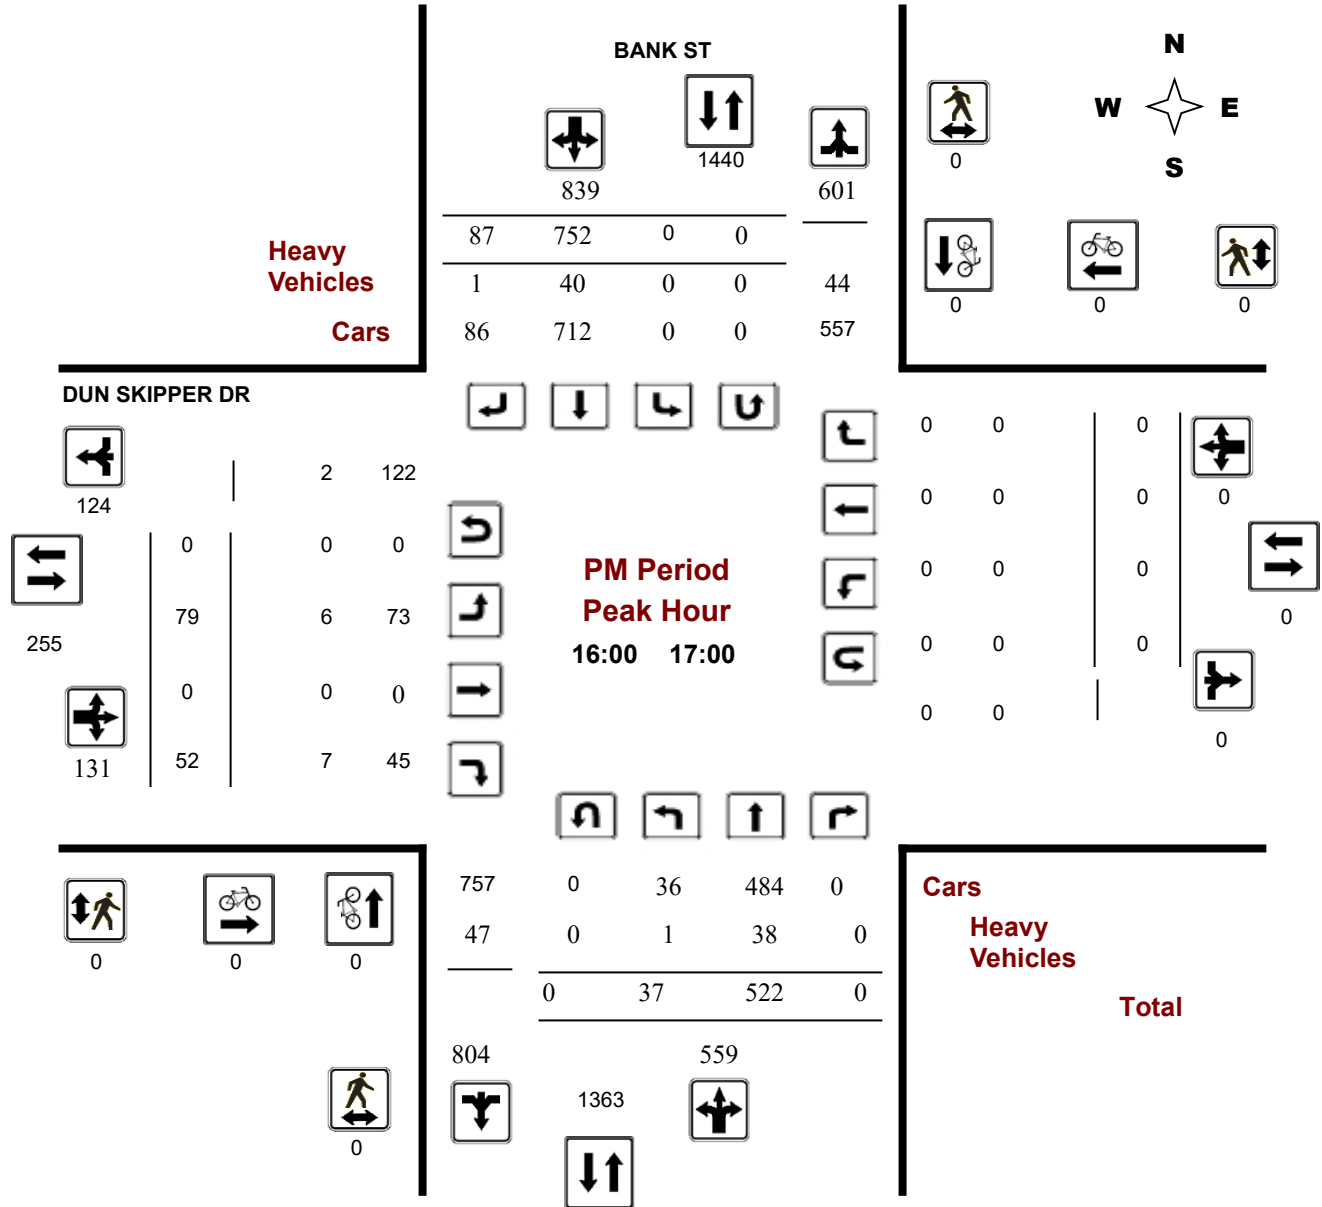 BANK ST
N
W E
S
1440
0
839
601
87 752 0 0
Heavy
Vehicles
1 40 0 0 44
0 0 0
Cars
86 712 0 0 557
DUN SKIPPER DR
0 0 0
2 122
124
0 0 0 0
0 0 0
PM Period
0 0 0
Peak Hour
79 6 73
0
255
16:00 17:00
0 0 0
0 0 0
0 0
0
131
52 7 45
757 0 36 484 0
Cars
47 0 1 38 0
Heavy
Vehicles
0 0 0
0 37 522 0
Total
804 559
1363
0